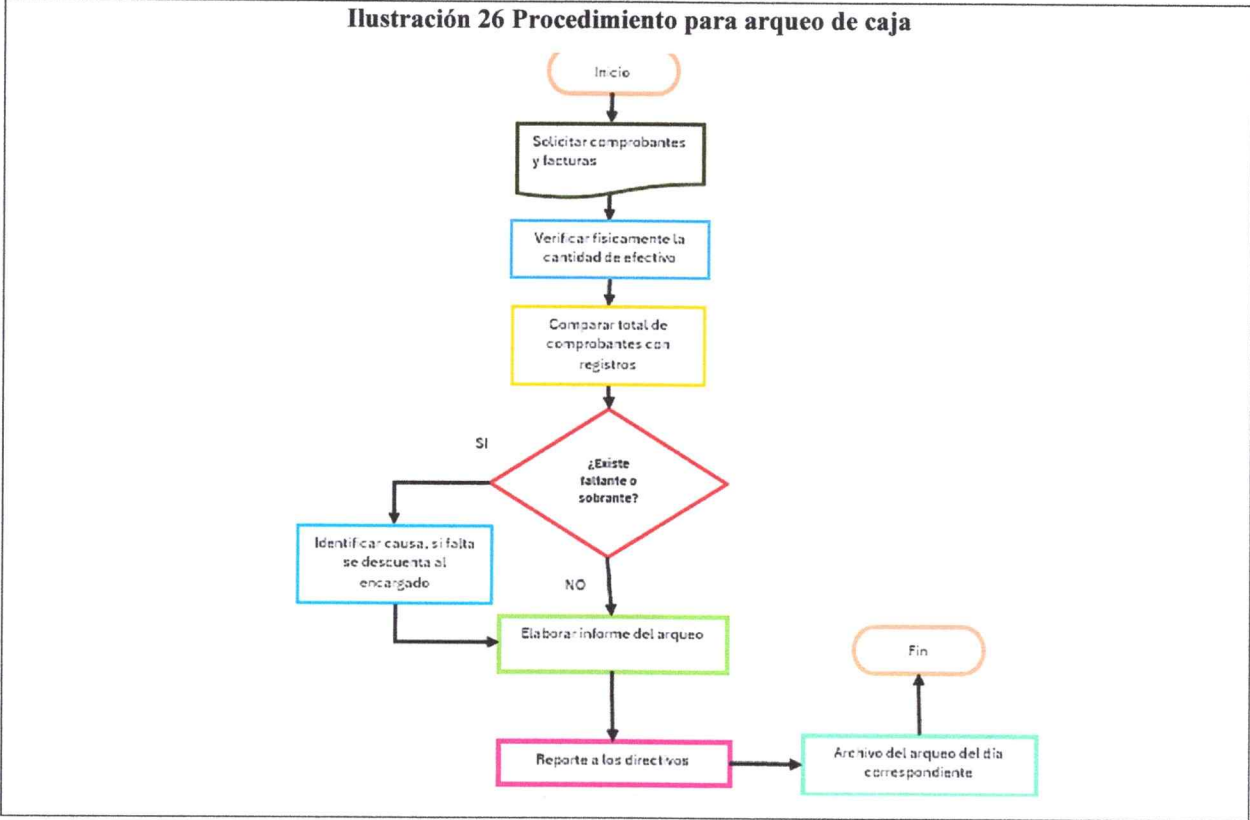 Ilustración 26 Procedimiento para arqueo de caja
Inicio
Solicitar comprobantes
y facturas
Verificar físicamente la
cantidad de efectivo
Comparar total de
comprobantes con
registros
SI
¿Existe
faltante o
sobrante?
Identificar causa, si falta
se descuenta al
encargado
NO
Elaborar informe del arqueo
Fin
Reporte a los directivos
Archivo del arqueo del día
correspondiente